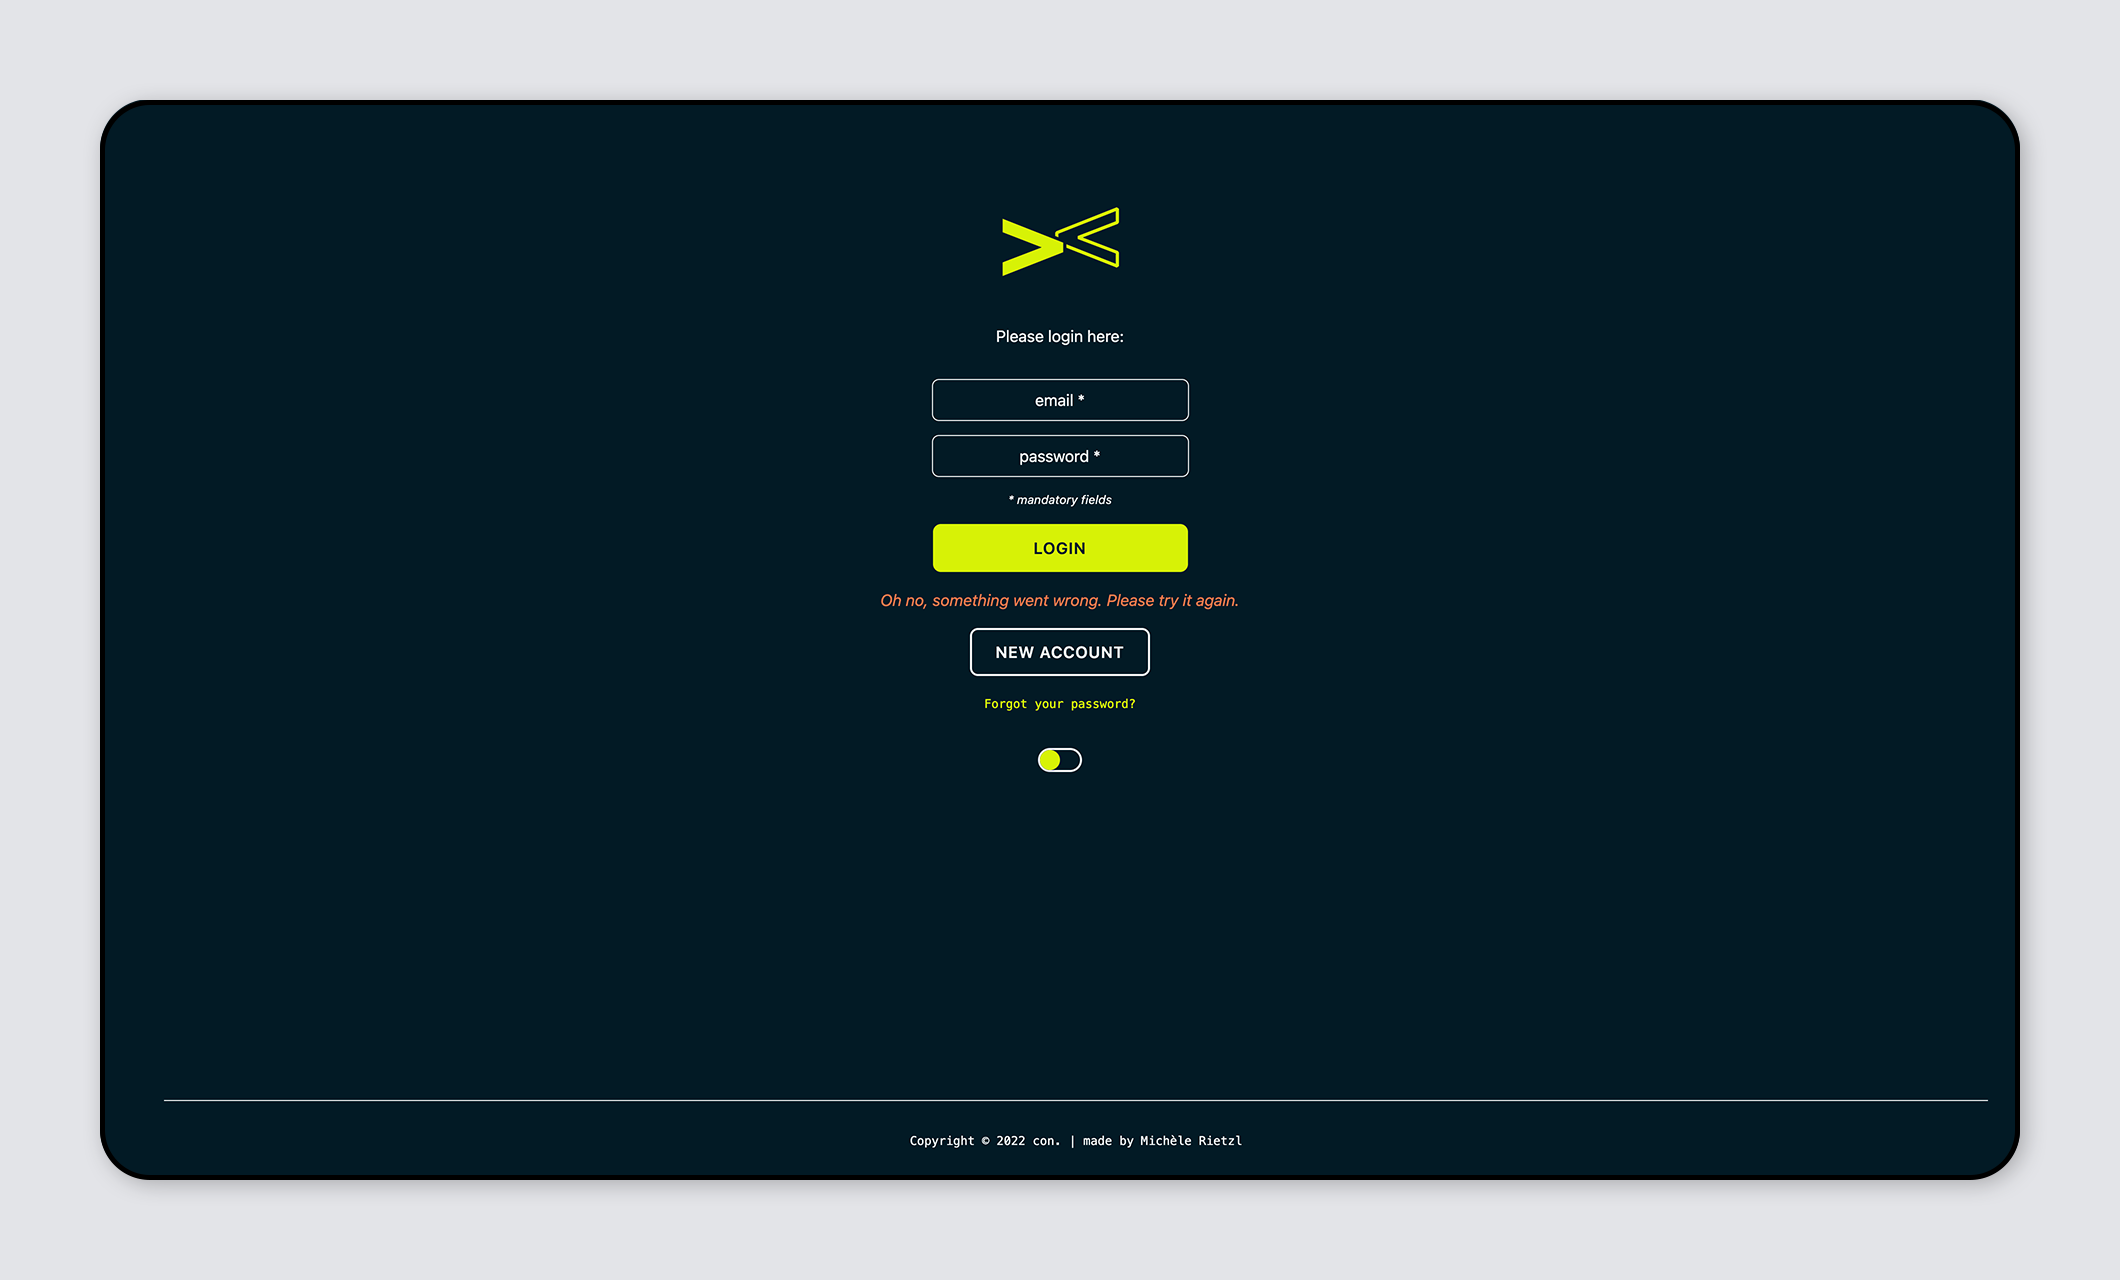 Please login here:
email *
password *
* mandatory fields
LOGIN
Oh no, something went wrong. Please try it again.
NEW ACCOUNT
Forgot your password?
Copyright © 2022 con. | made by Michèle Rietzl